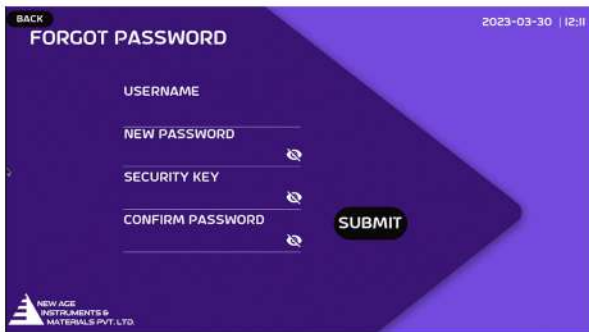 BACK
2023-03-30 | 12:11
FORGOT PASSWORD
USERNAME
NEW PASSWORD
SECURITY KEY
CONFIRM PASSWORD
SUBMIT
NEW AGE
INSTRUMENTS &
MATERIALS PVT. LTD.